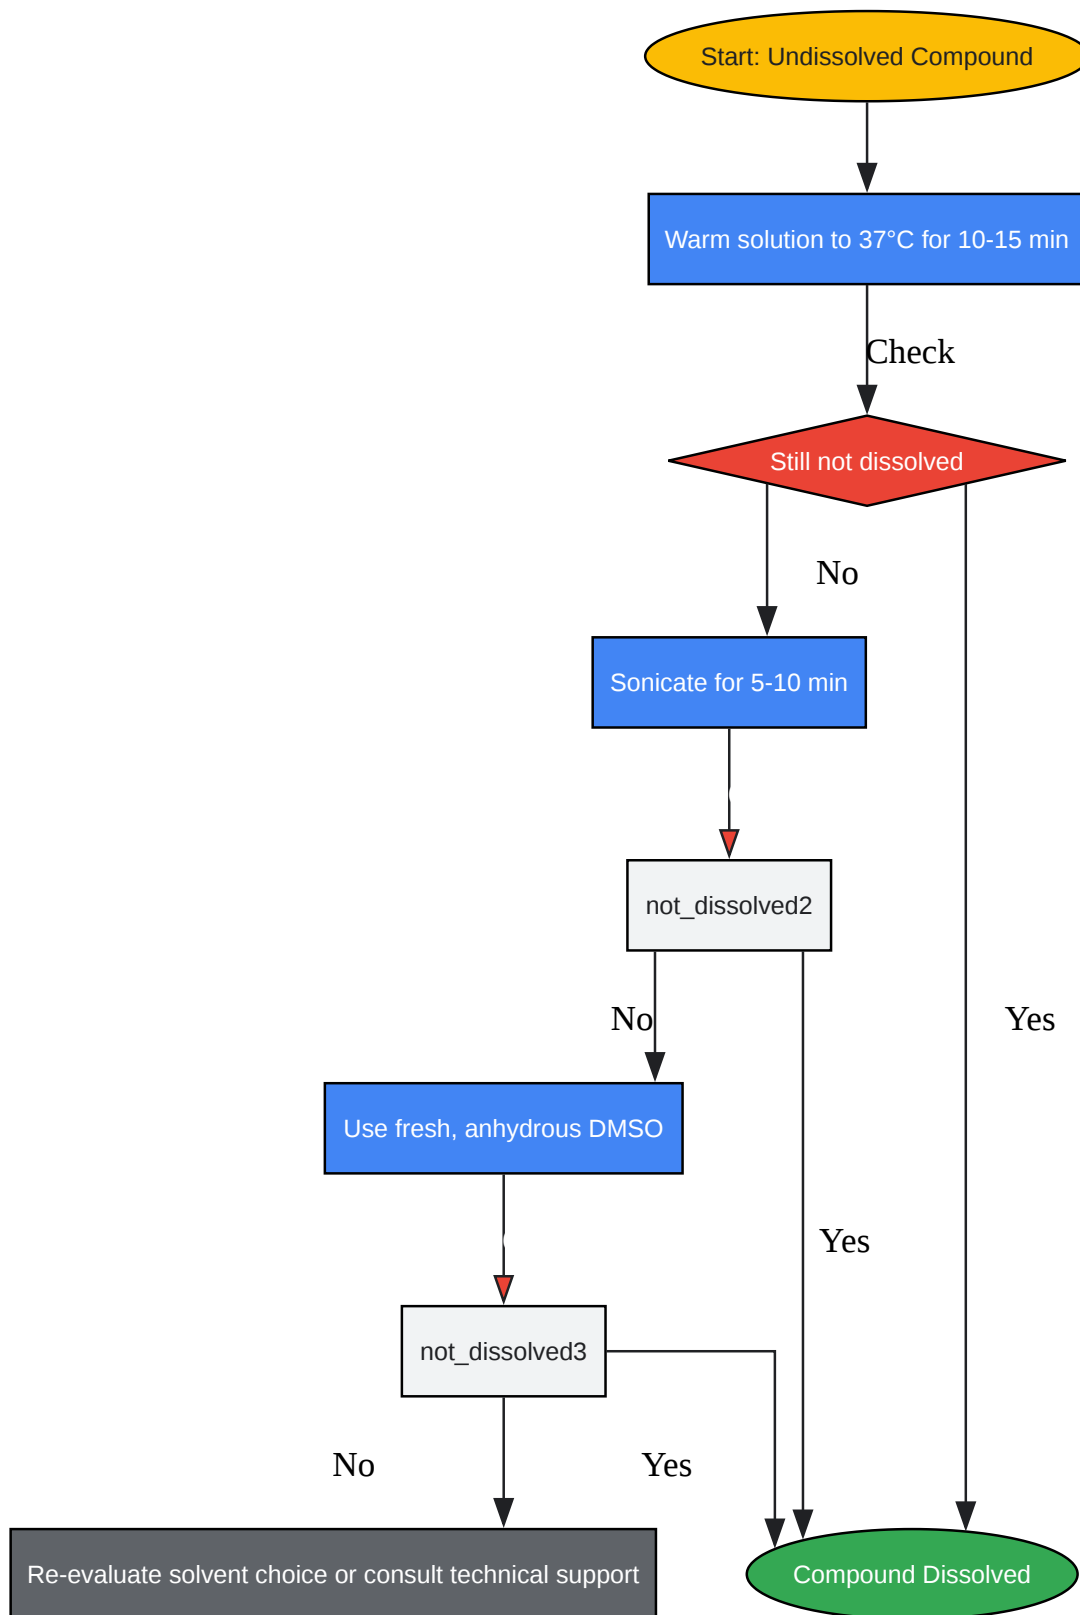 Start: Undissolved Compound
Warm solution to 37°C for 10-15 min
Check
Still not dissolved
No
Sonicate for 5-10 min
not_dissolved2
No
Yes
Use fresh, anhydrous DMSO
Yes
not_dissolved3
No
Yes
Re-evaluate solvent choice or consult technical support
Compound Dissolved